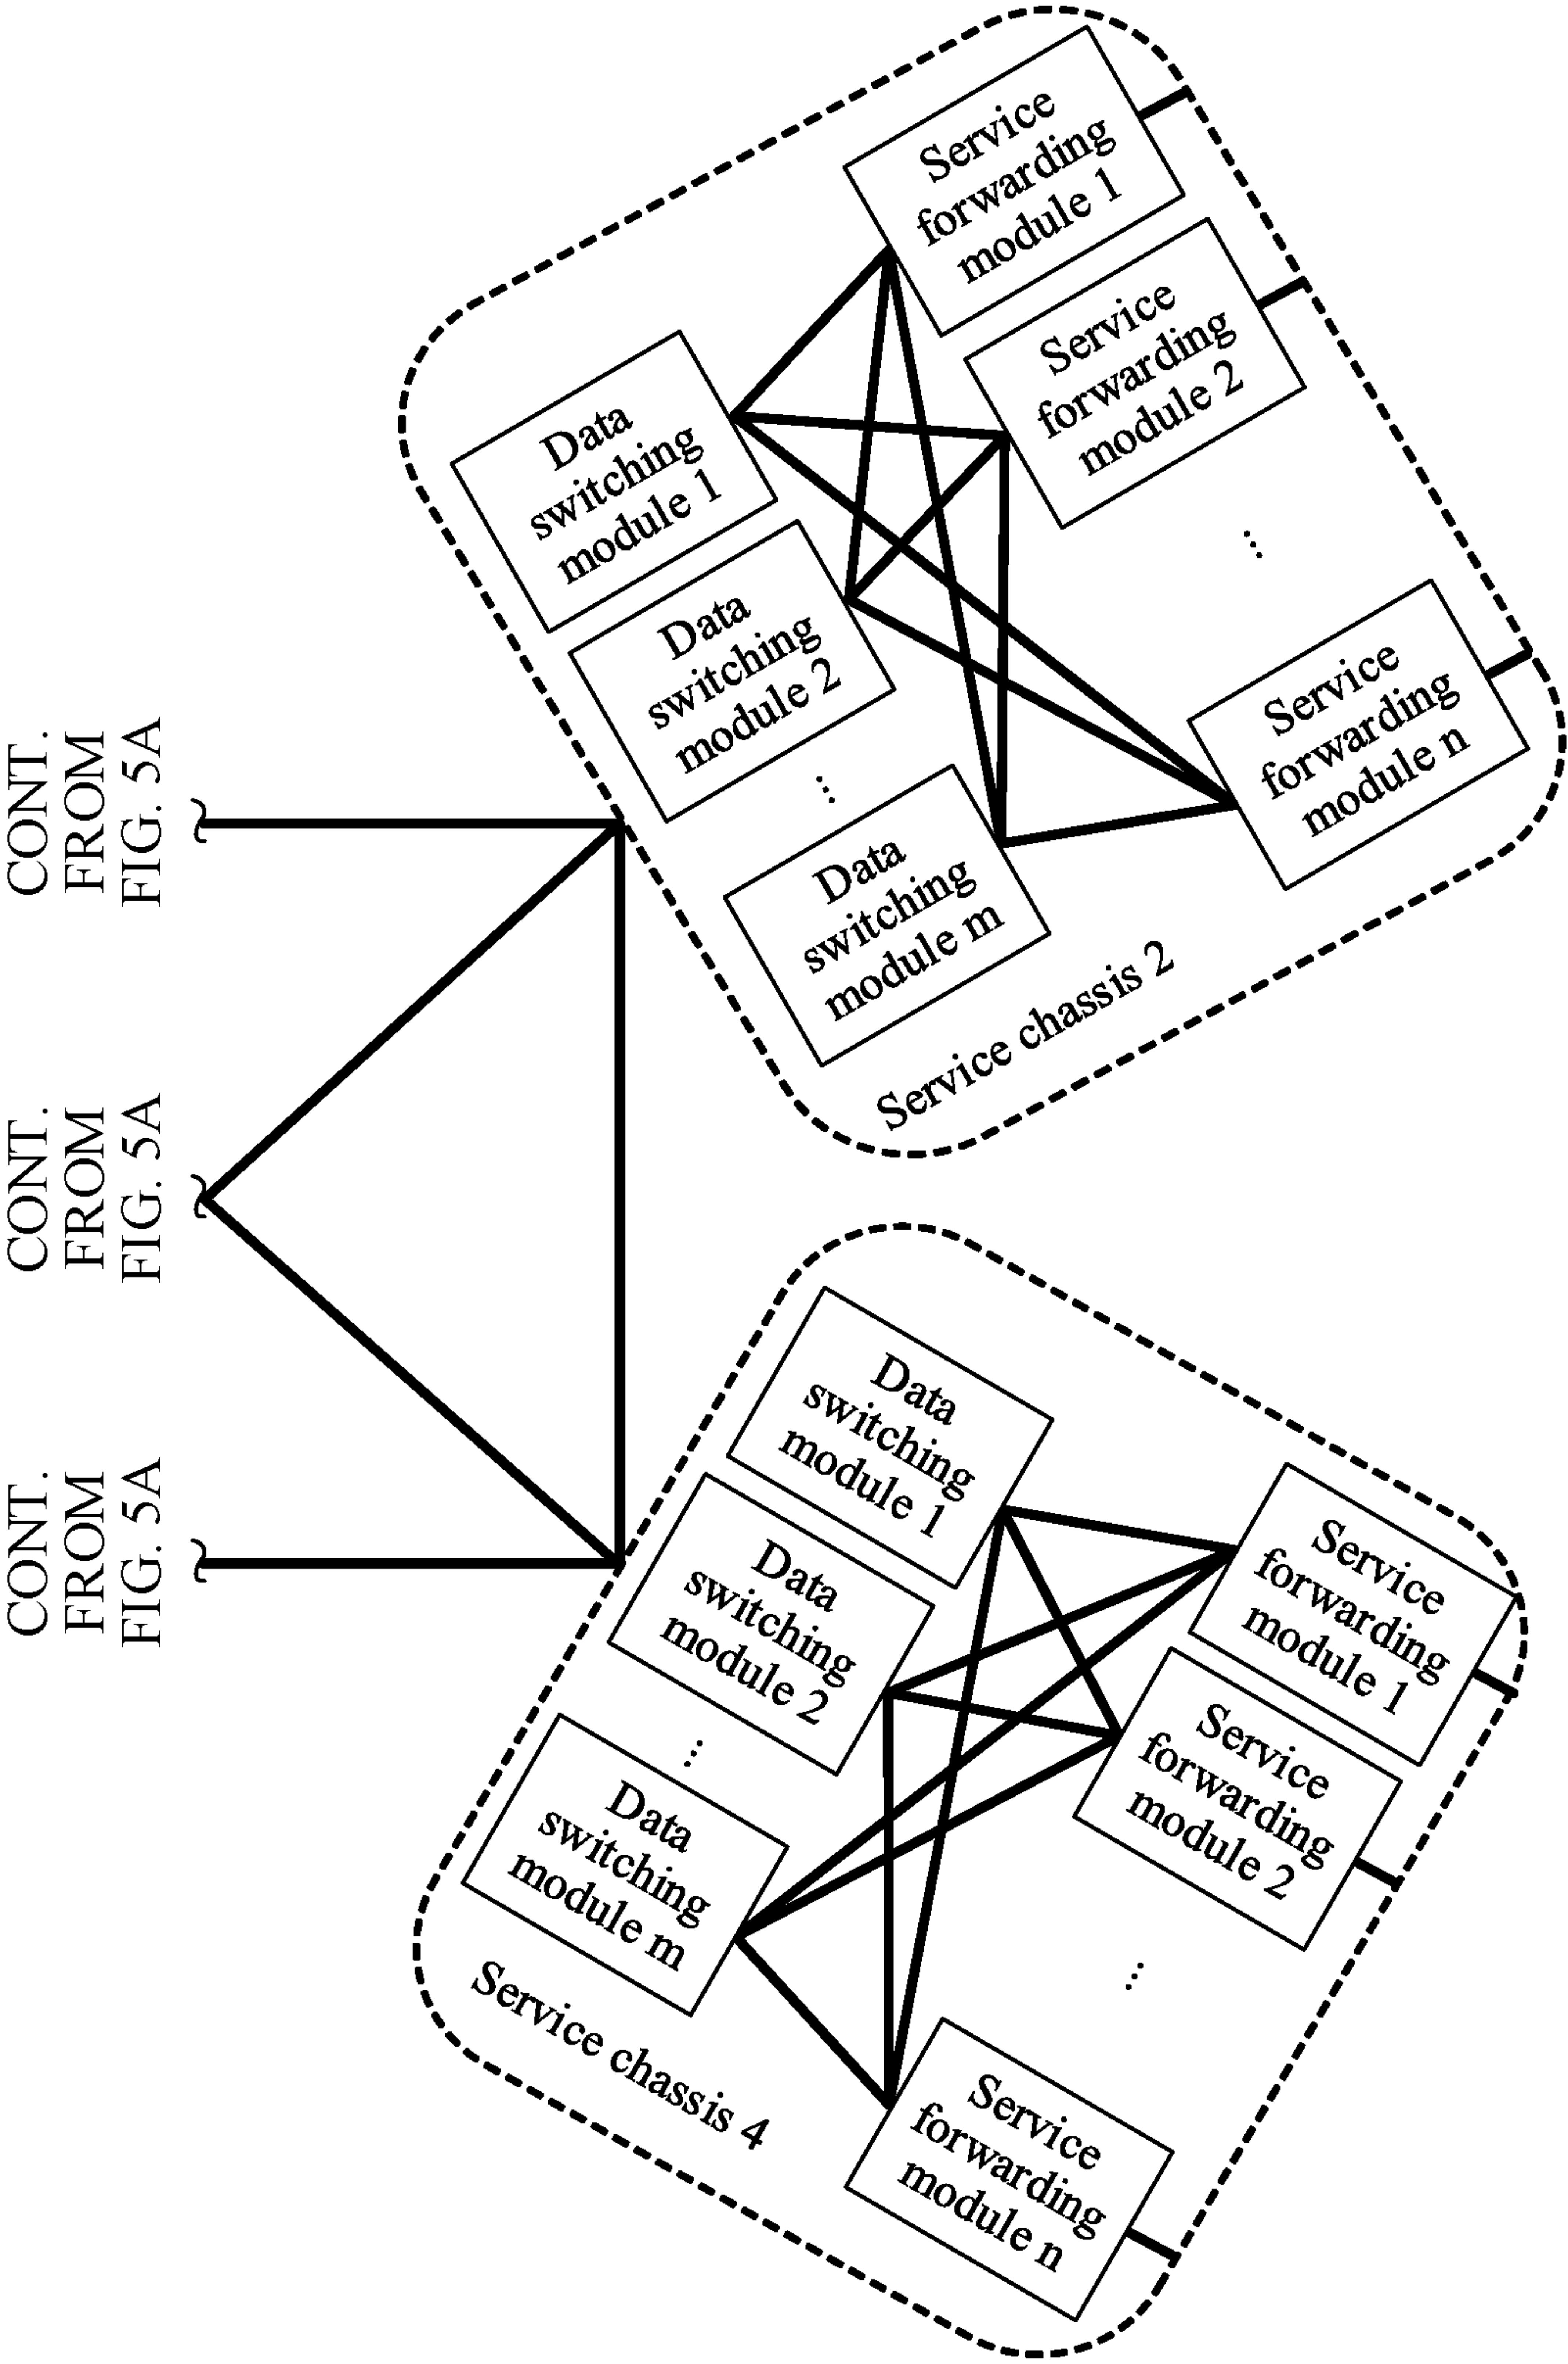 CONT.
FROM
FIG. 5A
CONT.
FROM
FIG. 5A
CONT.
FROM
FIG. 5A
Data
switching
module 1
Data
switching
module 2
...
Data
switching
module m
Service
forwarding
module 1
Service
forwarding
module 2
...
Service
forwarding
module n
Service chassis 2
Data
switching
module 1
Data
switching
module 2
...
Data
switching
module m
Service
forwarding
module 1
Service
forwarding
module 2
...
Service
forwarding
module n
Service chassis 4